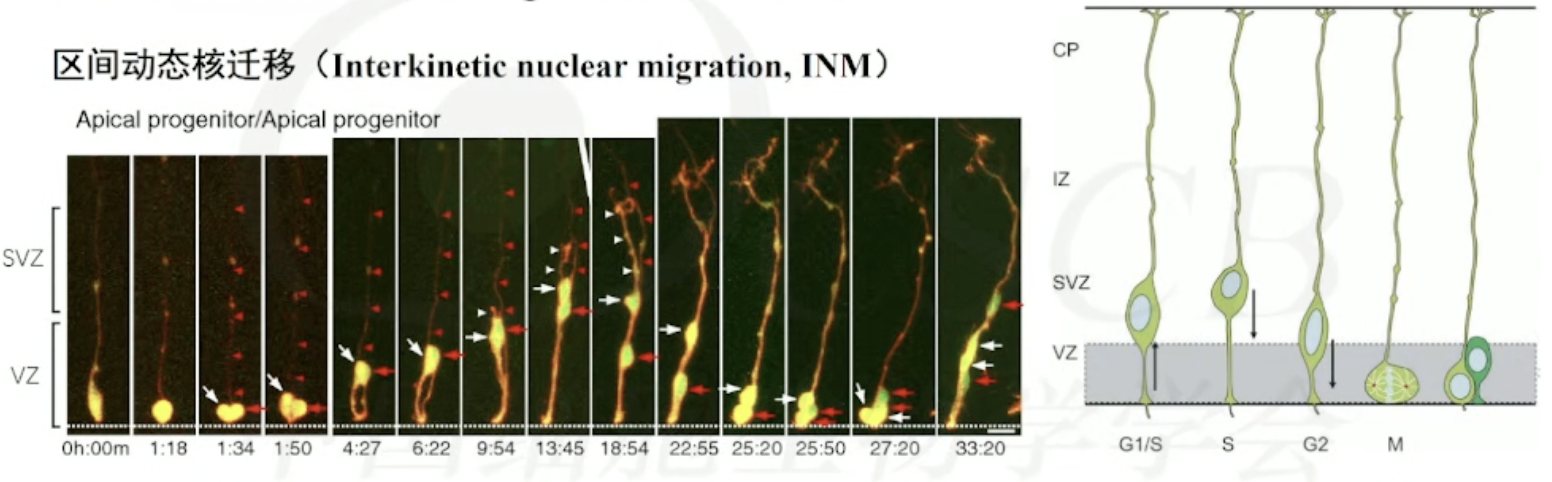 区间动态核迁移（Interkinetic nuclear migration, INM）
Apical progenitor/Apical progenitor
SVZ
VZ
0h:00m 1:18 1:34 1:50 4:27 6:22 9:54 13:45 18:54 22:55 25:20 25:50 27:20 33:20
CP
IZ
SVZ
VZ
G1/S S G2 M